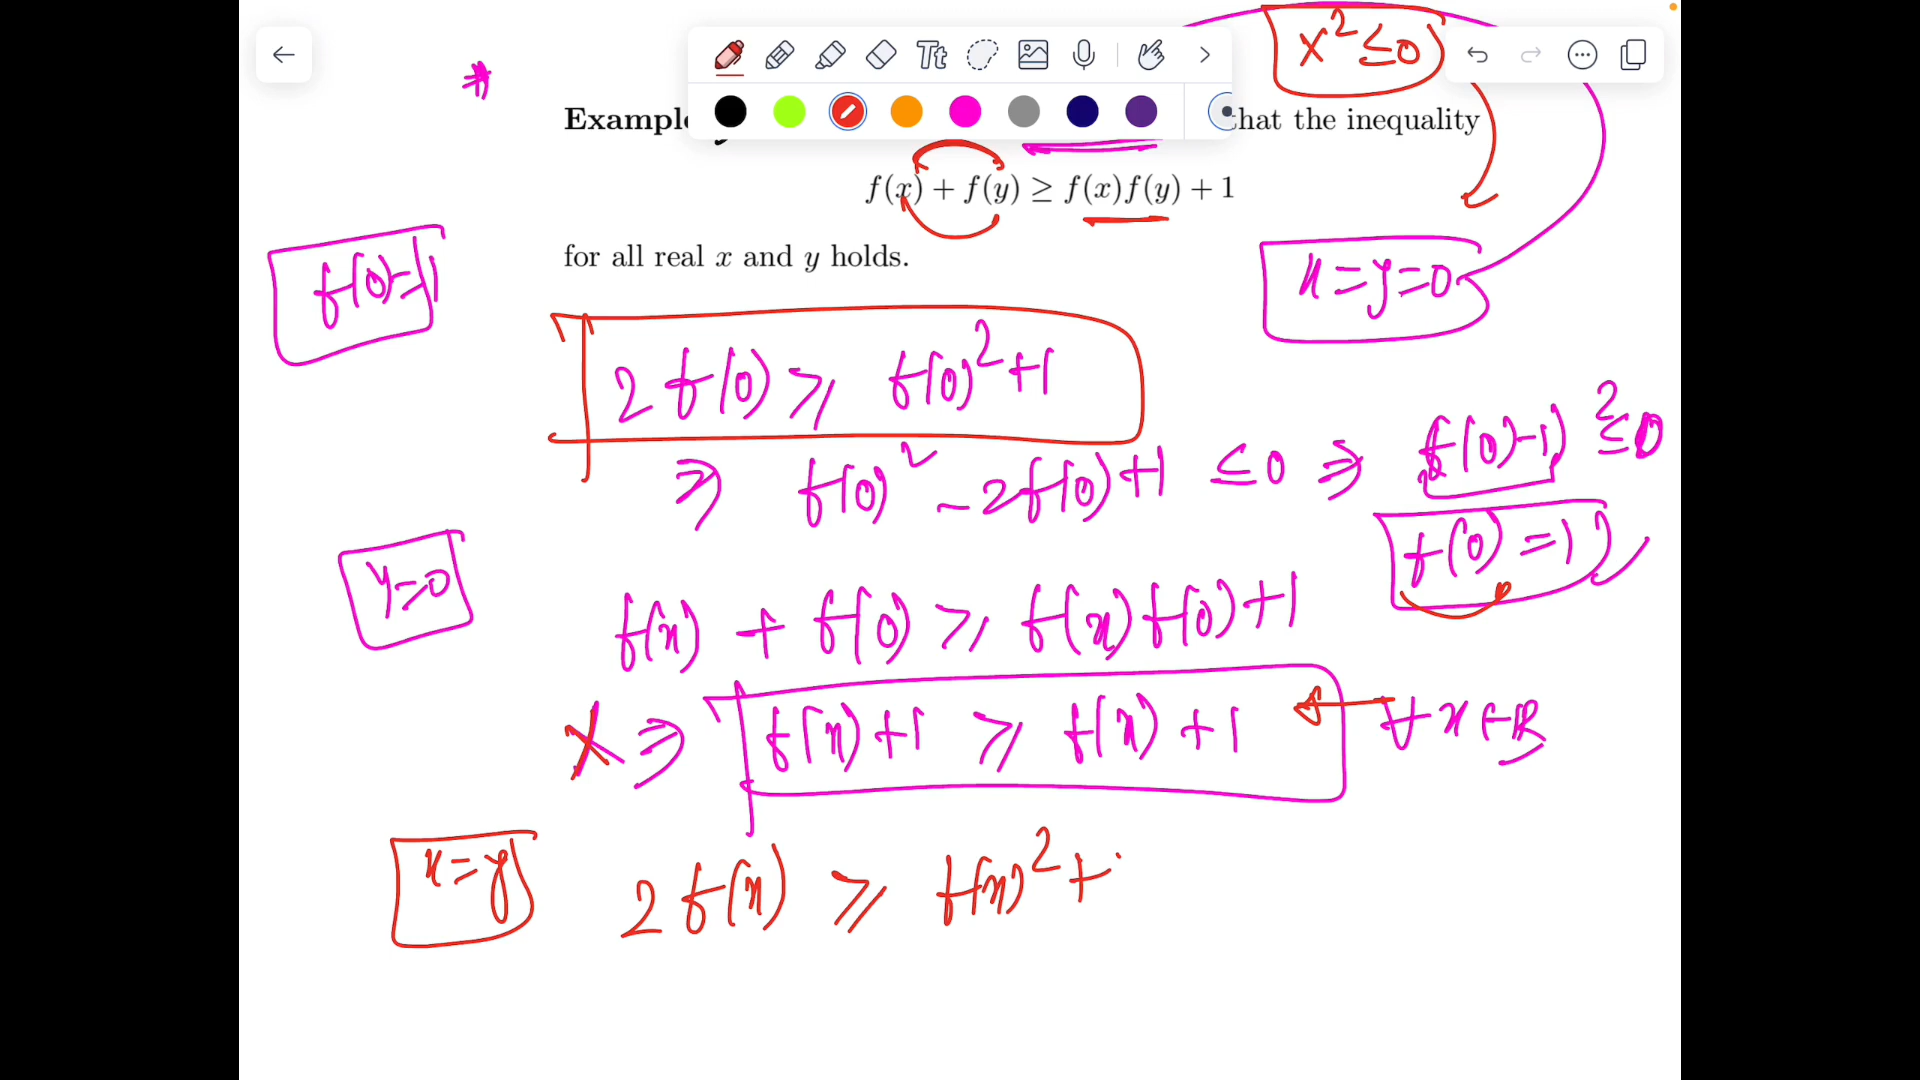 x² ≤ 0
Tt
Example
that the inequality
f(x) + f(y) ≥ f(x)f(y) + 1
for all real x and y holds.
f(0)=1
x=y=0
2f(0) ≥ f(0)²+1
⇒ f(0)² - 2f(0)+1 ≤ 0 ⇒ (f(0)-1)² ≤ 0
f(0)=1
y=0
f(x) + f(0) ≥ f(x)f(0)+1
⇒ f(x)+1 ≥ f(x)+1 ∀ x ∈ ℝ
x=y
2f(x) ≥ f(x)²+